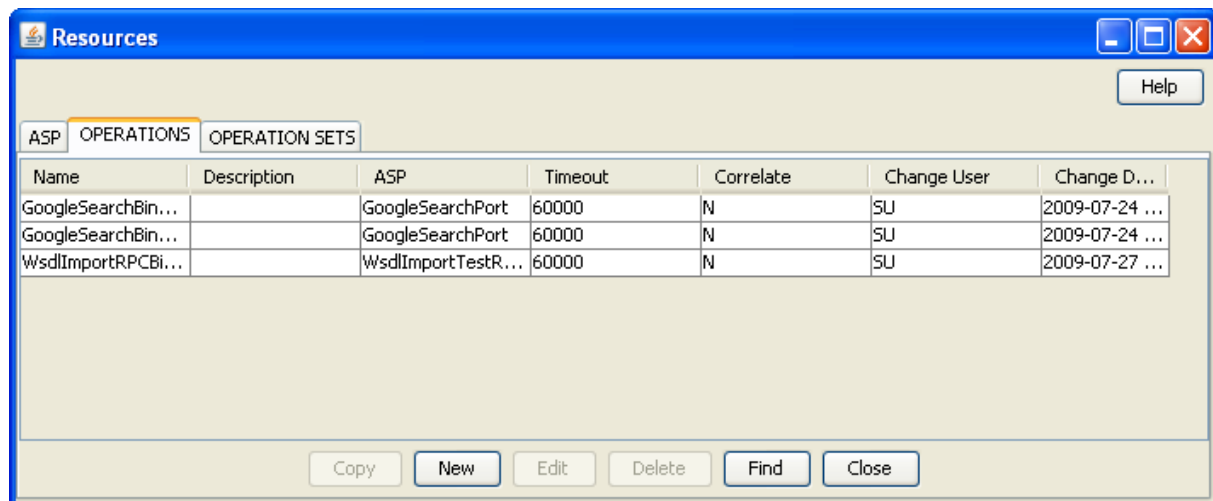 Resources
Help
ASP OPERATIONS OPERATION SETS
Name Description ASP Timeout Correlate Change User Change D...
GoogleSearchBin... GoogleSearchPort 60000 N SU 2009-07-24 ...
GoogleSearchBin... GoogleSearchPort 60000 N SU 2009-07-24 ...
WsdlImportRPCBi... WsdlImportTestR... 60000 N SU 2009-07-27 ...
Copy New Edit Delete Find Close